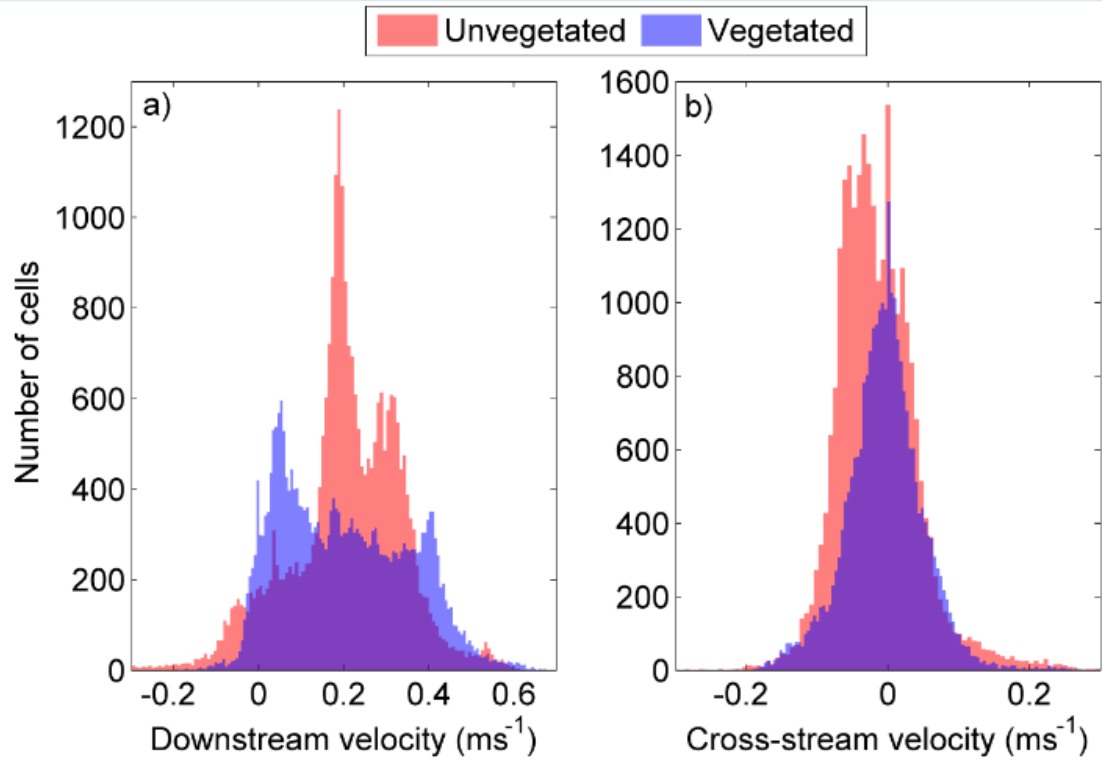 Unvegetated Vegetated
a)
1200
1000
800
600
400
200
0
-0.2 0 0.2 0.4 0.6
Downstream velocity (ms⁻¹)
Number of cells
b)
1600
1400
1200
1000
800
600
400
200
0
-0.2 0 0.2
Cross-stream velocity (ms⁻¹)